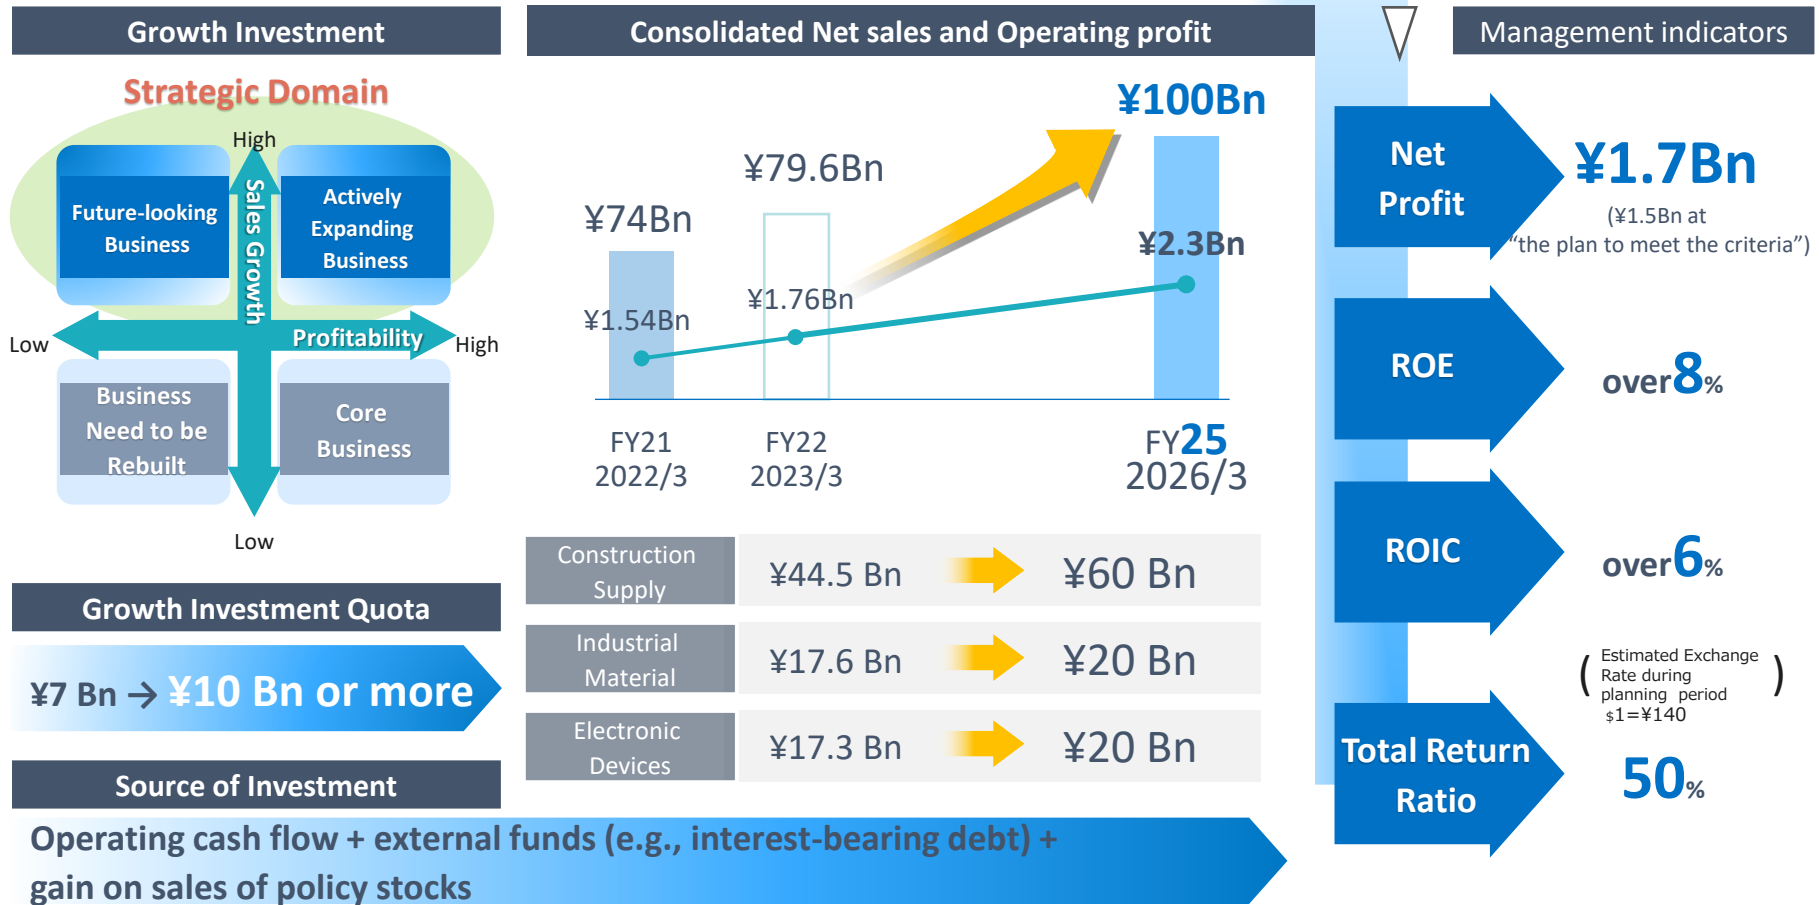 Growth Investment
Strategic Domain
High
Future-looking
Business
Sales Growth
Actively
Expanding
Business
Low
Profitability
High
Business
Need to be
Rebuilt
Core
Business
Low
Growth Investment Quota
¥7 Bn → ¥10 Bn or more
Source of Investment
Operating cash flow + external funds (e.g., interest-bearing debt) +
gain on sales of policy stocks
Consolidated Net sales and Operating profit
¥100Bn
¥79.6Bn
¥74Bn
¥2.3Bn
¥1.76Bn
¥1.54Bn
FY21
2022/3
FY22
2023/3
FY25
2026/3
Construction
Supply
¥44.5 Bn
¥60 Bn
Industrial
Material
¥17.6 Bn
¥20 Bn
Electronic
Devices
¥17.3 Bn
¥20 Bn
Management indicators
Net
Profit
¥1.7Bn
(¥1.5Bn at
“the plan to meet the criteria”)
ROE
over8%
ROIC
over6%
( Estimated Exchange
Rate during
planning period
$1=¥140 )
Total Return
Ratio
50%